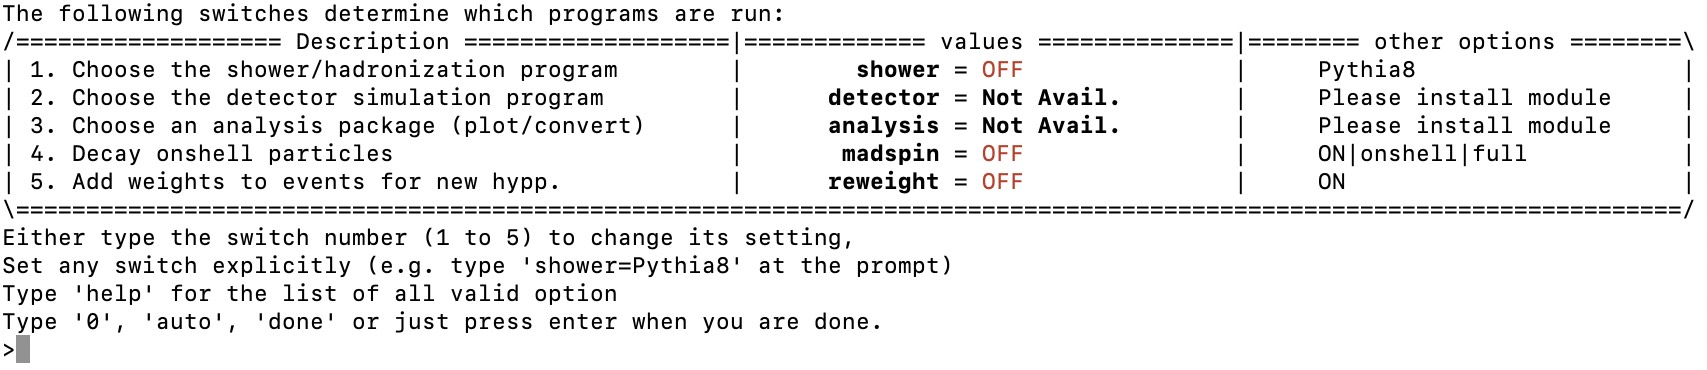 The following switches determine which programs are run:
/=================== Description ===================|============= values ==============|======== other options ========\
| 1. Choose the shower/hadronization program        |        shower = OFF               |     Pythia8                   |
| 2. Choose the detector simulation program         |      detector = Not Avail.        |     Please install module     |
| 3. Choose an analysis package (plot/convert)      |      analysis = Not Avail.        |     Please install module     |
| 4. Decay onshell particles                        |       madspin = OFF               |     ON|onshell|full           |
| 5. Add weights to events for new hypp.            |      reweight = OFF               |     ON                        |
\=======================================================================================================================/
Either type the switch number (1 to 5) to change its setting,
Set any switch explicitly (e.g. type 'shower=Pythia8' at the prompt)
Type 'help' for the list of all valid option
Type '0', 'auto', 'done' or just press enter when you are done.
>